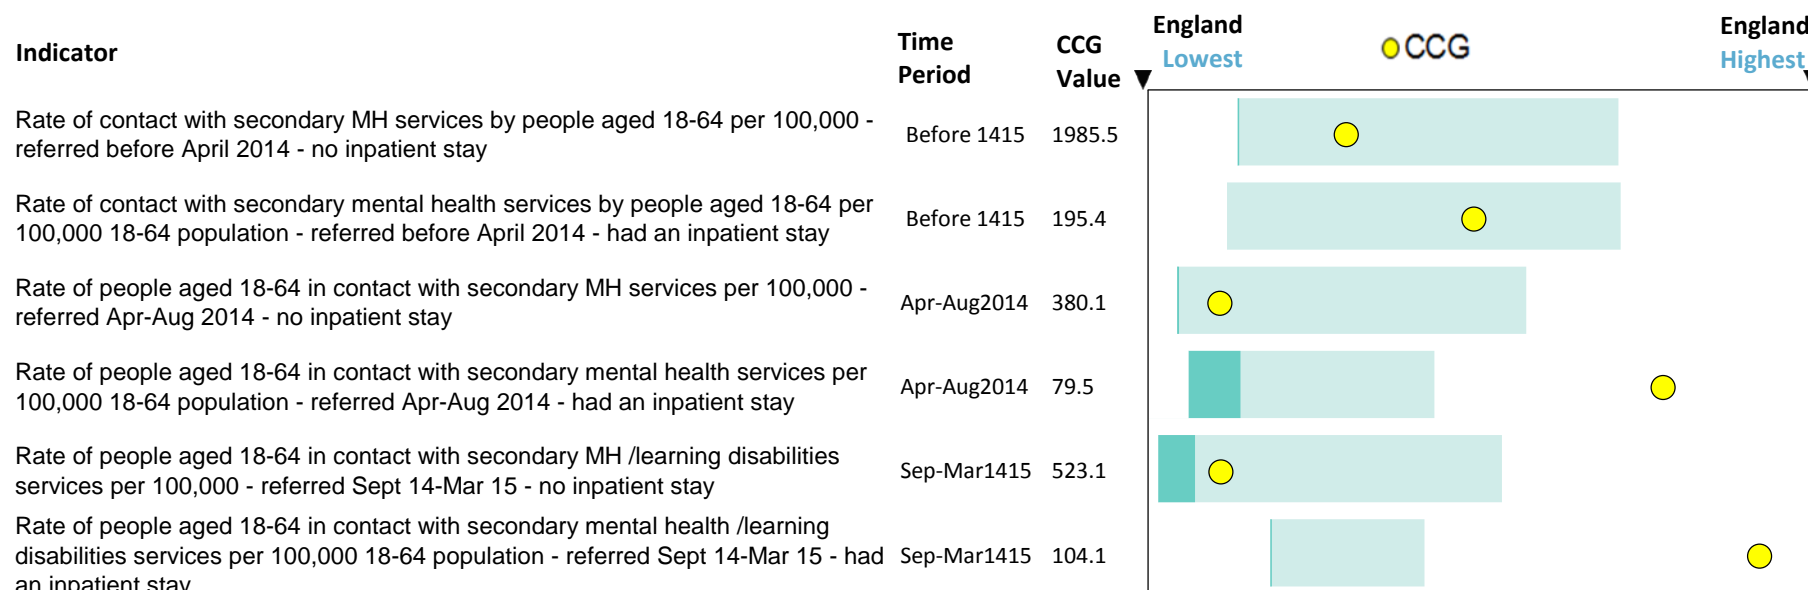 Indicator
Time
Period
CCG
Value
England
Lowest
CCG
England
Highest
Rate of contact with secondary MH services by people aged 18-64 per 100,000 -
referred before April 2014 - no inpatient stay
Before 1415
1985.5
Rate of contact with secondary mental health services by people aged 18-64 per
100,000 18-64 population - referred before April 2014 - had an inpatient stay
Before 1415
195.4
Rate of people aged 18-64 in contact with secondary MH services per 100,000 -
referred Apr-Aug 2014 - no inpatient stay
Apr-Aug2014
380.1
Rate of people aged 18-64 in contact with secondary mental health services per
100,000 18-64 population - referred Apr-Aug 2014 - had an inpatient stay
Apr-Aug2014
79.5
Rate of people aged 18-64 in contact with secondary MH /learning disabilities
services per 100,000 - referred Sept 14-Mar 15 - no inpatient stay
Sep-Mar1415
523.1
Rate of people aged 18-64 in contact with secondary mental health /learning
disabilities services per 100,000 18-64 population - referred Sept 14-Mar 15 - had
an inpatient stay
Sep-Mar1415
104.1